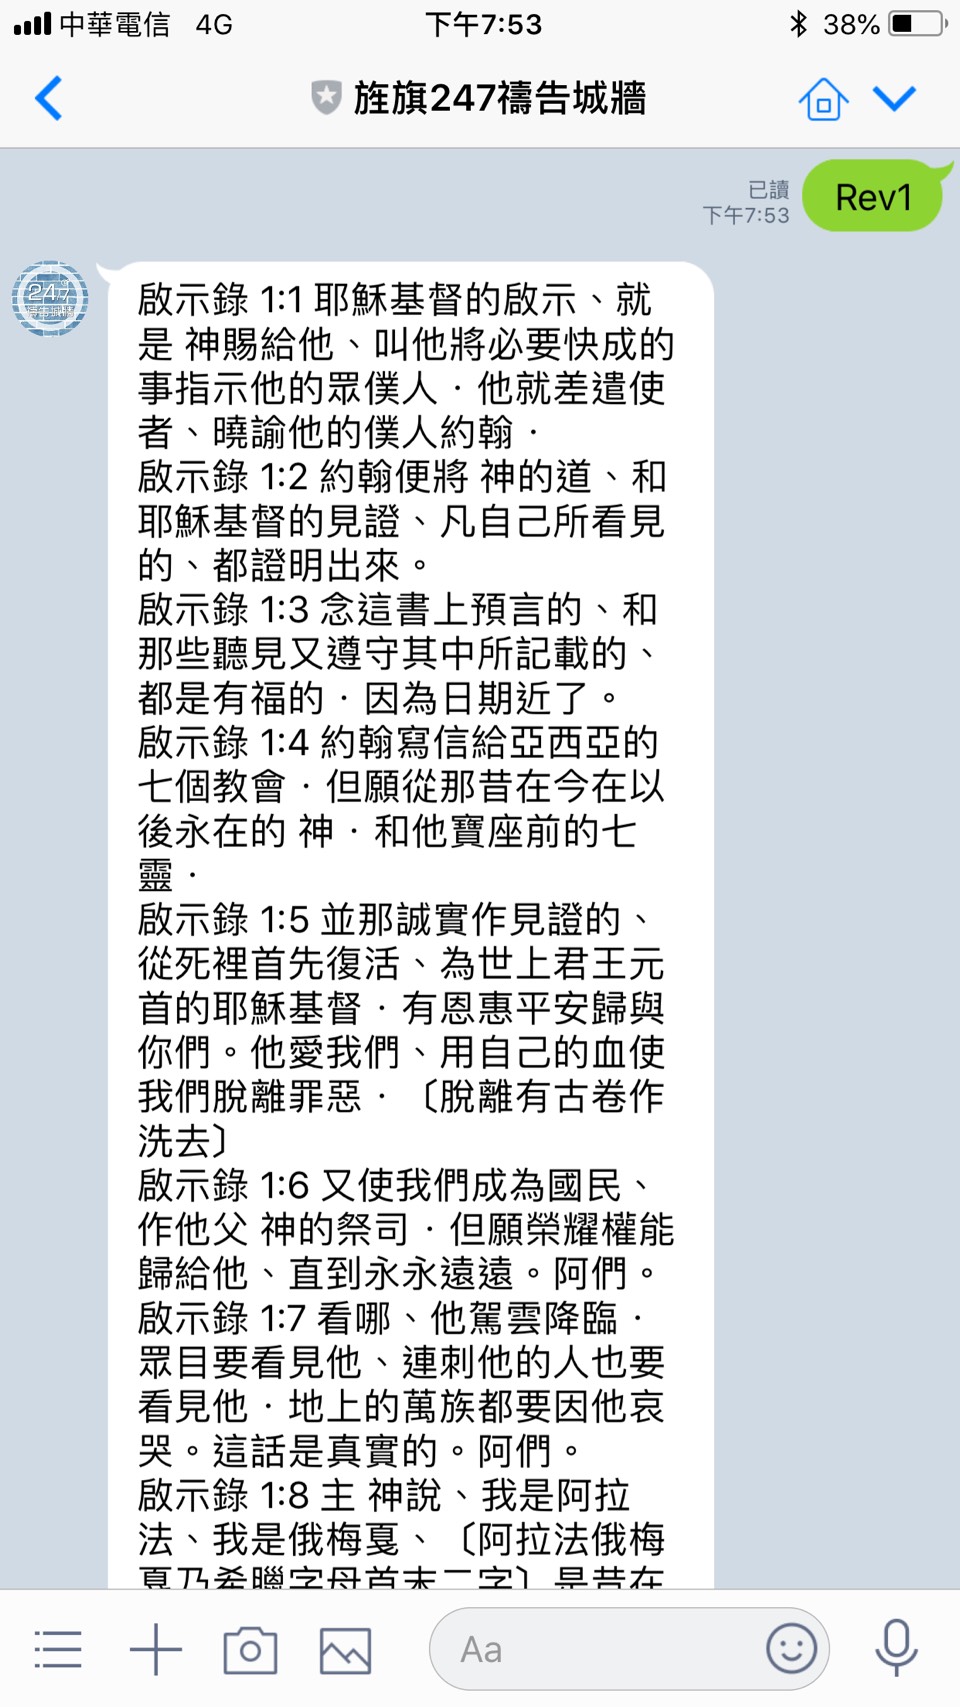 中華電信 4G 下午7:53 38%
旌旗247禱告城牆
已讀
下午7:53
Rev1
247
禱告城牆
啟示錄 1:1 耶穌基督的啟示、就
是 神賜給他、叫他將必要快成的
事指示他的眾僕人．他就差遣使
者、曉諭他的僕人約翰．
啟示錄 1:2 約翰便將 神的道、和
耶穌基督的見證、凡自己所看見
的、都證明出來。
啟示錄 1:3 念這書上預言的、和
那些聽見又遵守其中所記載的、
都是有福的．因為日期近了。
啟示錄 1:4 約翰寫信給亞西亞的
七個教會．但願從那昔在今在以
後永在的 神．和他寶座前的七
靈．
啟示錄 1:5 並那誠實作見證的、
從死裡首先復活、為世上君王元
首的耶穌基督．有恩惠平安歸與
你們。他愛我們、用自己的血使
我們脫離罪惡．〔脫離有古卷作
洗去〕
啟示錄 1:6 又使我們成為國民、
作他父 神的祭司．但願榮耀權能
歸給他、直到永永遠遠。阿們。
啟示錄 1:7 看哪、他駕雲降臨．
眾目要看見他、連刺他的人也要
看見他．地上的萬族都要因他哀
哭。這話是真實的。阿們。
啟示錄 1:8 主 神說、我是阿拉
法、我是俄梅戛、〔阿拉法俄梅
戛乃希臘字母首末二字〕是昔在
Aa